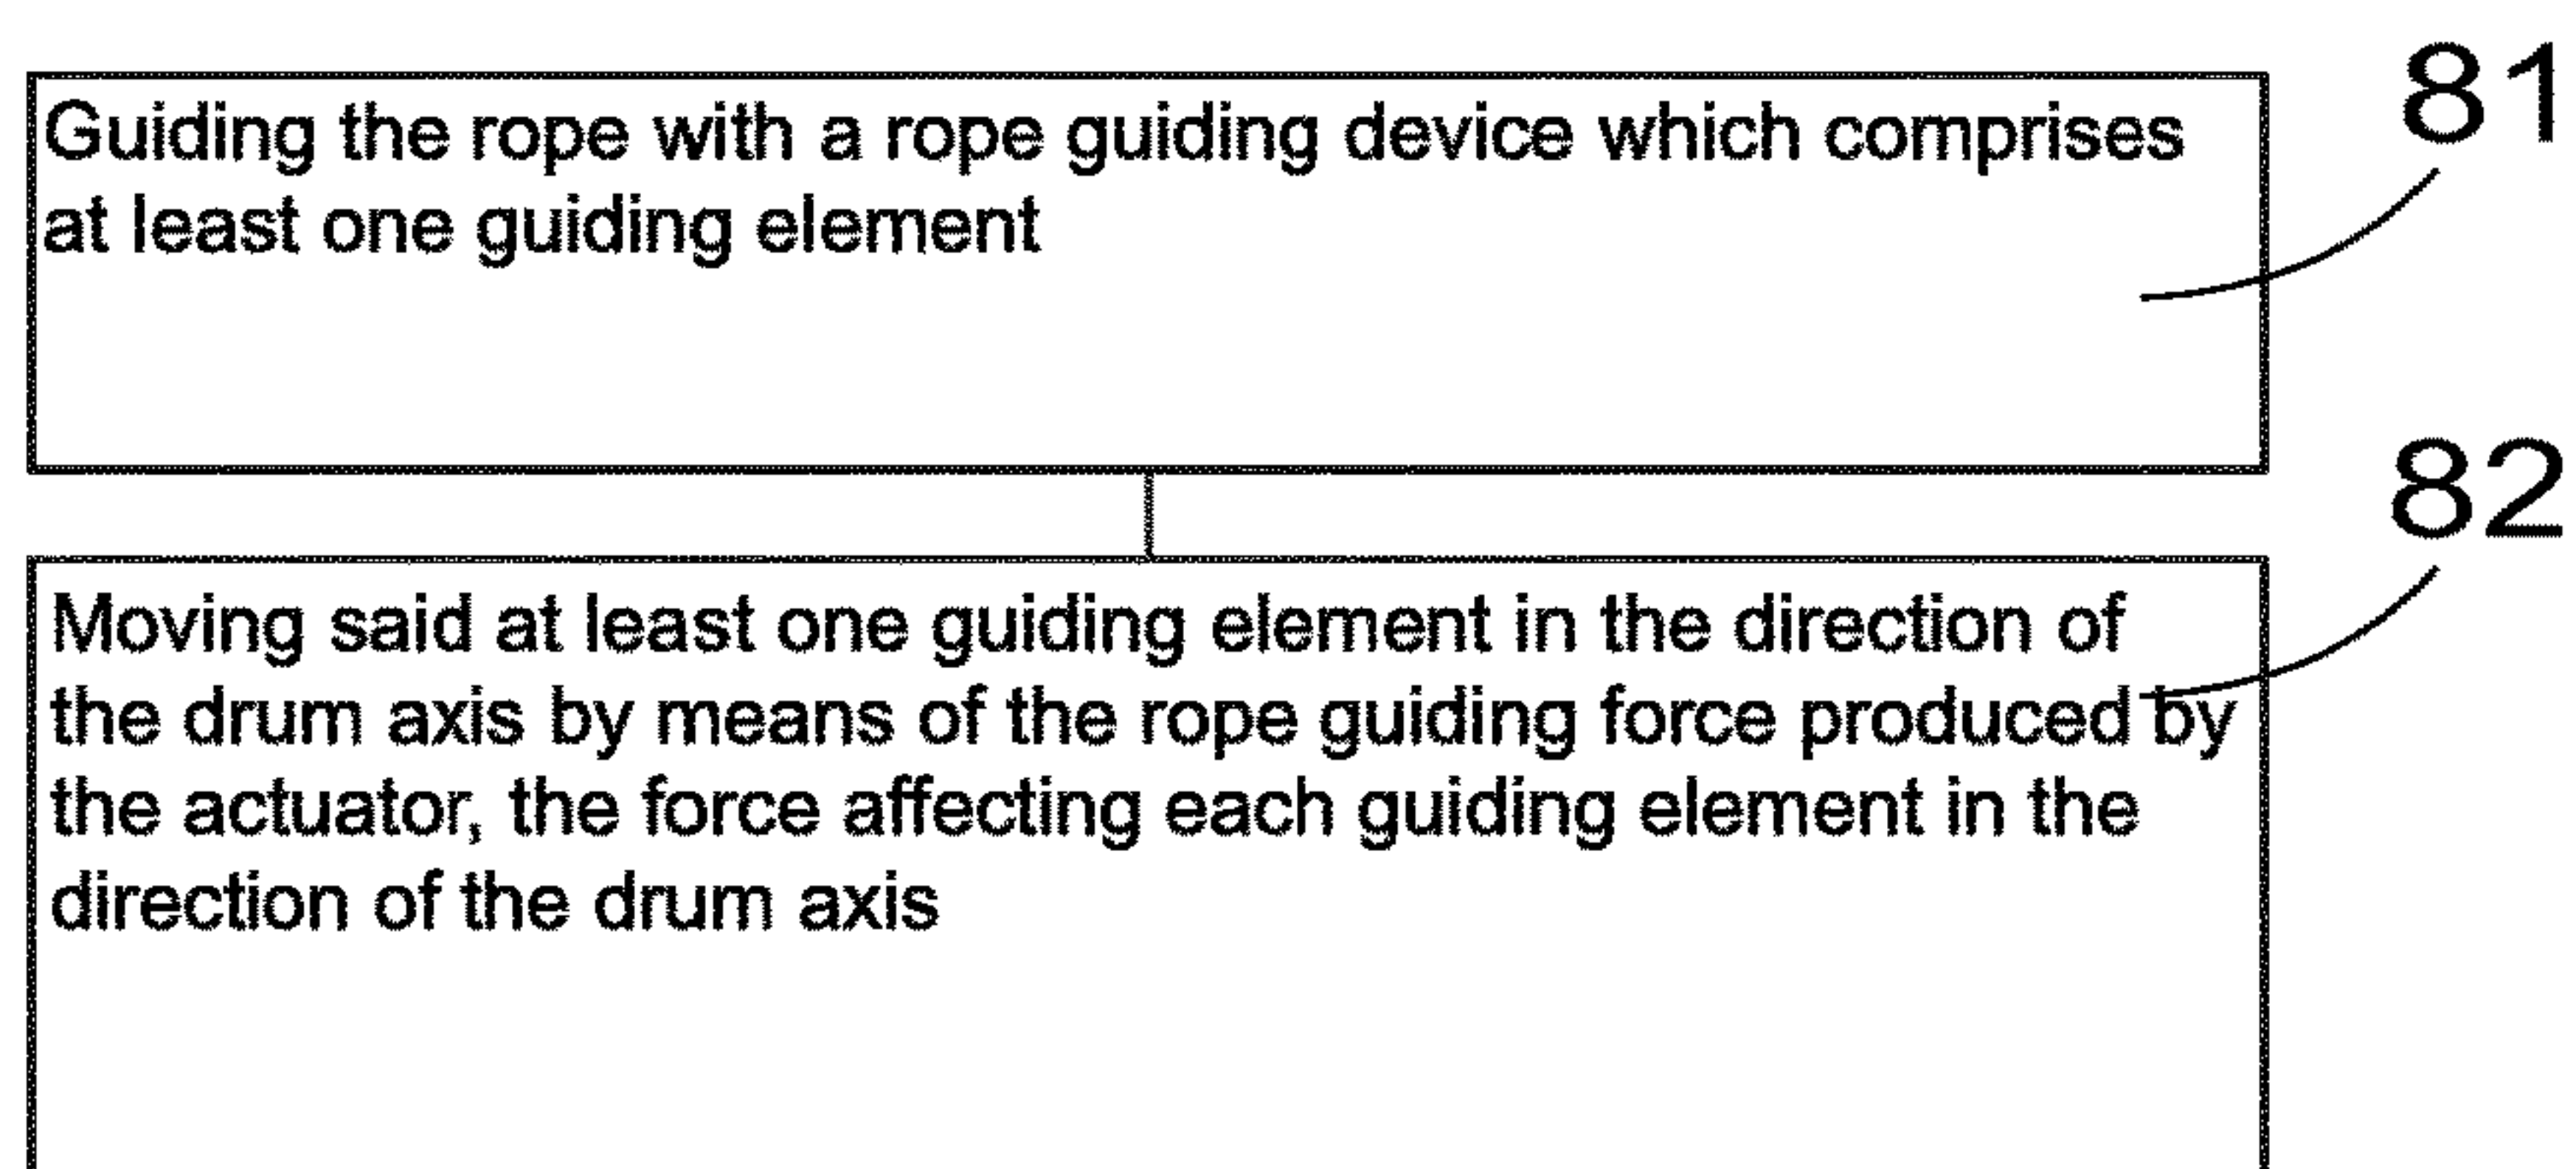 81
Guiding the rope with a rope guiding device which comprises
at least one guiding element
82
Moving said at least one guiding element in the direction of
the drum axis by means of the rope guiding force produced by
the actuator, the force affecting each guiding element in the
direction of the drum axis